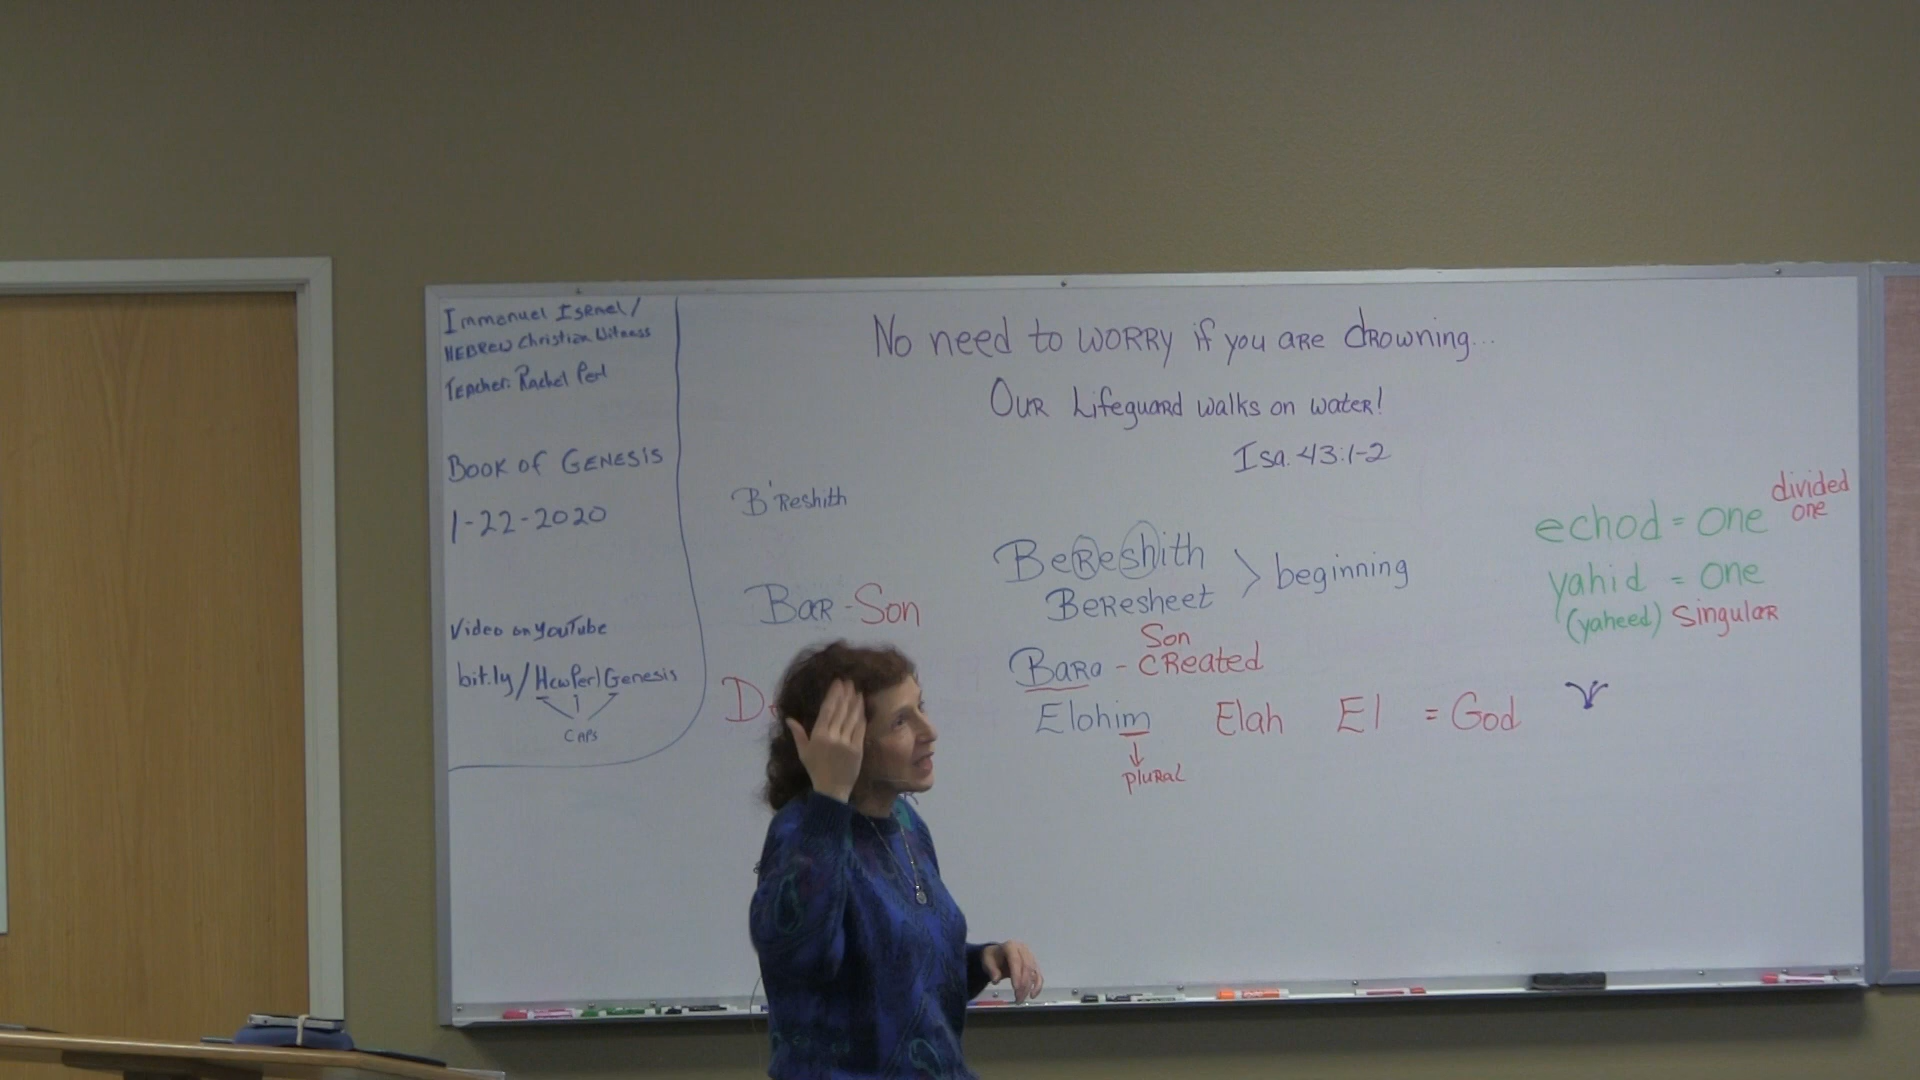 Immanuel Israel/
HEBREW Christian Witness
Teacher: Rachel Perl
BOOK of GENESIS
1-22-2020
Video on YouTube
bit.ly/HcwPerlGenesis
CAPS
No need to WORRY if you ARE drowning...
OUR Lifeguard walks on water!
Isa. 43:1-2
B'Reshith
BeReshith > beginning
BeResheet
BAR - Son
Son
BARA - CReated
Elohim Elah El = God
plural
D
echod = one divided one
yahid = one
(yaheed) Singular